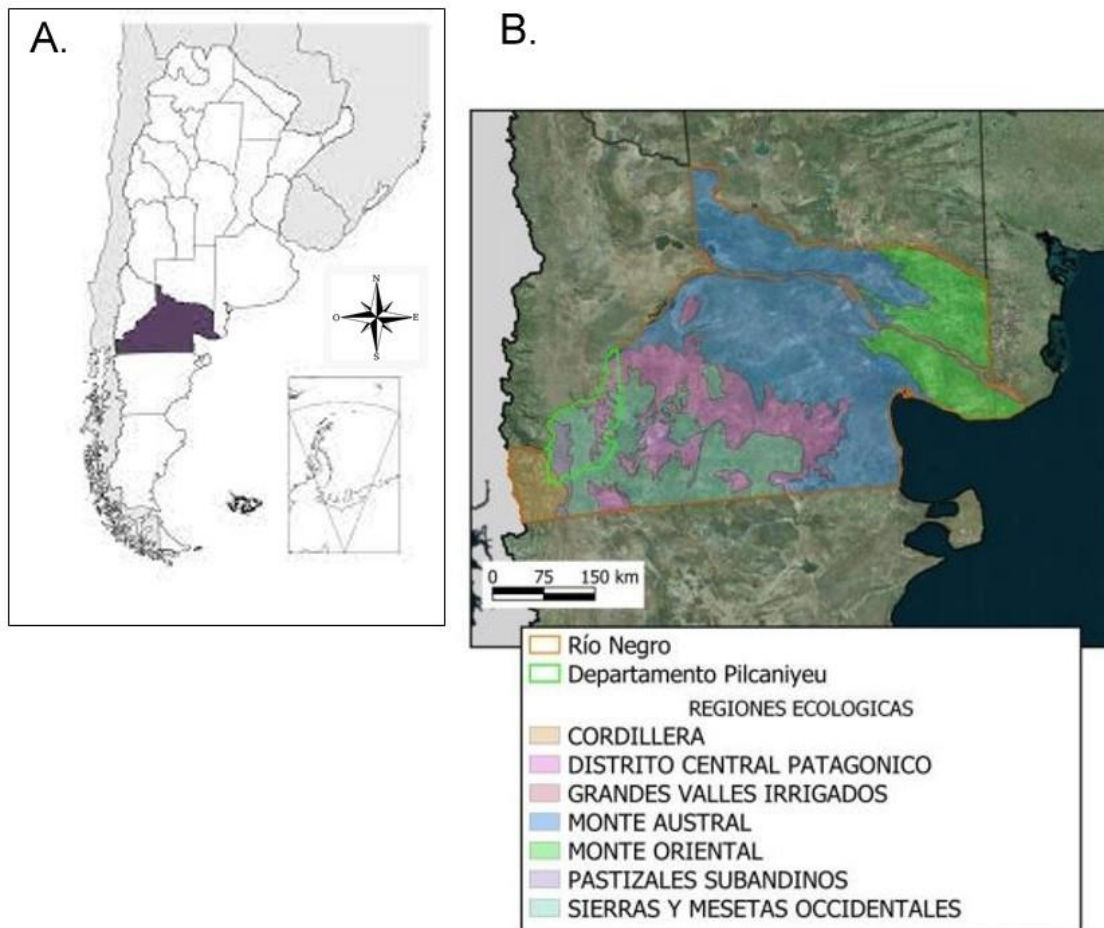 A.
B.
N
O
E
S
0 75 150 km
Río Negro
Departamento Pilcaniyeu
REGIONES ECOLOGICAS
CORDILLERA
DISTRITO CENTRAL PATAGONICO
GRANDES VALLES IRRIGADOS
MONTE AUSTRAL
MONTE ORIENTAL
PASTIZALES SUBANDINOS
SIERRAS Y MESETAS OCCIDENTALES